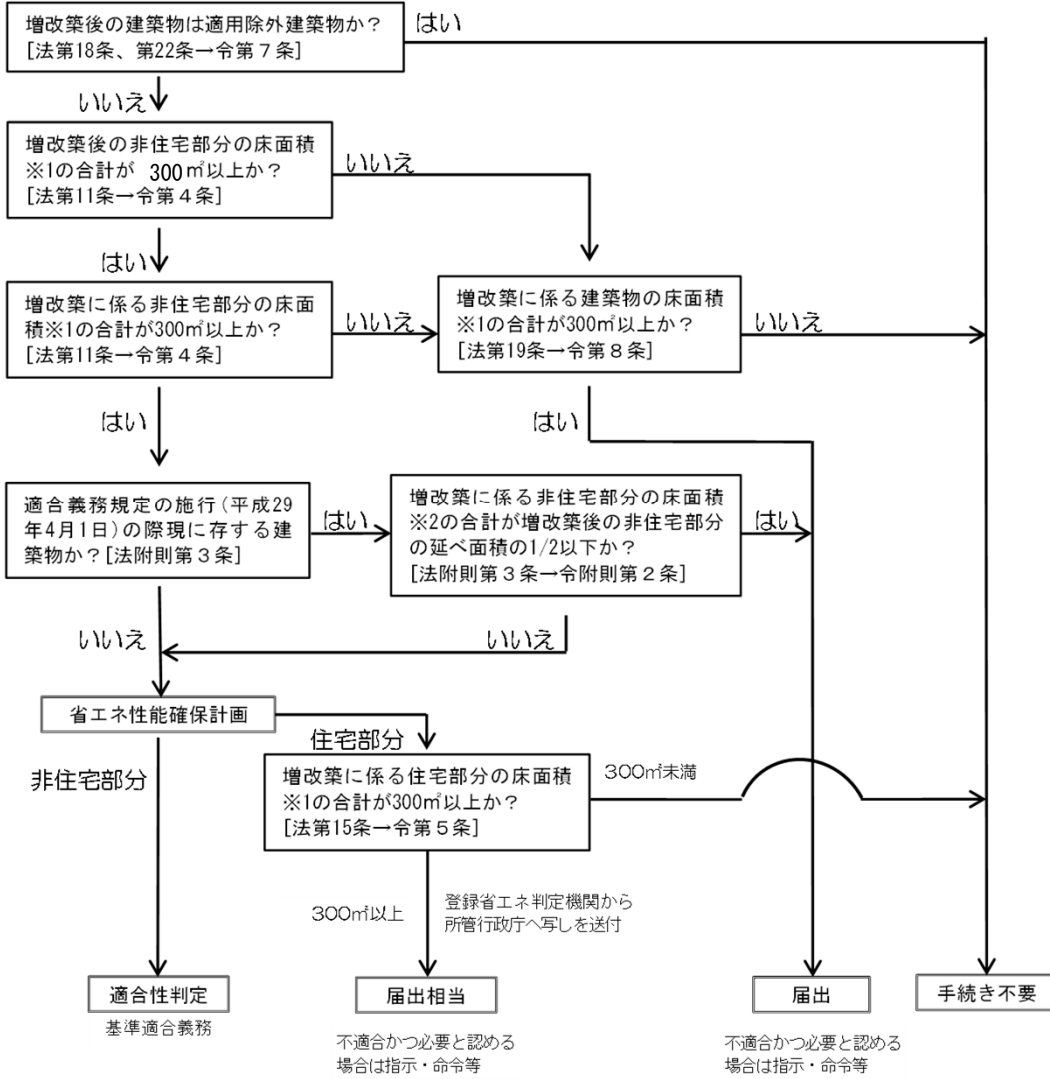 増改築後の建築物は適用除外建築物か？
[法第18条、第22条→令第７条]
はい
いいえ
増改築後の非住宅部分の床面積
※1の合計が 300㎡以上か？
[法第11条→令第４条]
いいえ
はい
増改築に係る非住宅部分の床面
積※1の合計が300㎡以上か？
[法第11条→令第４条]
いいえ
増改築に係る建築物の床面積
※1の合計が300㎡以上か？
[法第19条→令第８条]
いいえ
はい
はい
適合義務規定の施行(平成29
年4月1日)の際現に存する建
築物か？[法附則第３条]
はい
増改築に係る非住宅部分の床面積
※2の合計が増改築後の非住宅部分
の延べ面積の1/2以下か？
[法附則第３条→令附則第２条]
はい
いいえ
いいえ
省エネ性能確保計画
住宅部分
非住宅部分
増改築に係る住宅部分の床面積
※1の合計が300㎡以上か？
[法第15条→令第５条]
300㎡未満
300㎡以上
登録省エネ判定機関から
所管行政庁へ写しを送付
適合性判定
基準適合義務
届出相当
不適合かつ必要と認める
場合は指示・命令等
届出
不適合かつ必要と認める
場合は指示・命令等
手続き不要